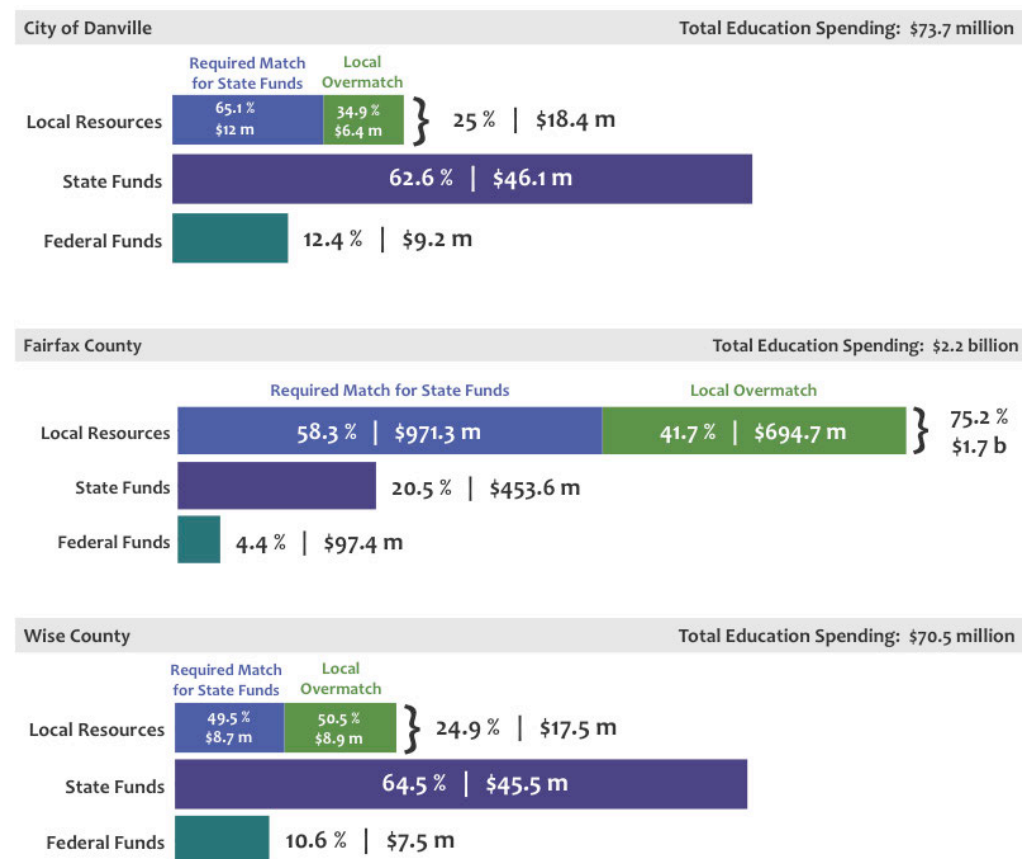 City of Danville Total Education Spending: $73.7 million
Required Match Local
for State Funds Overmatch
65.1 % 34.9 %
Local Resources $12 m $6.4 m } 25 % | $18.4 m
State Funds 62.6 % | $46.1 m
Federal Funds 12.4 % | $9.2 m
Fairfax County Total Education Spending: $2.2 billion
Required Match for State Funds Local Overmatch
Local Resources 58.3 % | $971.3 m 41.7 % | $694.7 m } 75.2 %
$1.7 b
State Funds 20.5 % | $453.6 m
Federal Funds 4.4 % | $97.4 m
Wise County Total Education Spending: $70.5 million
Required Match Local
for State Funds Overmatch
49.5 % 50.5 %
Local Resources $8.7 m $8.9 m } 24.9 % | $17.5 m
State Funds 64.5 % | $45.5 m
Federal Funds 10.6 % | $7.5 m